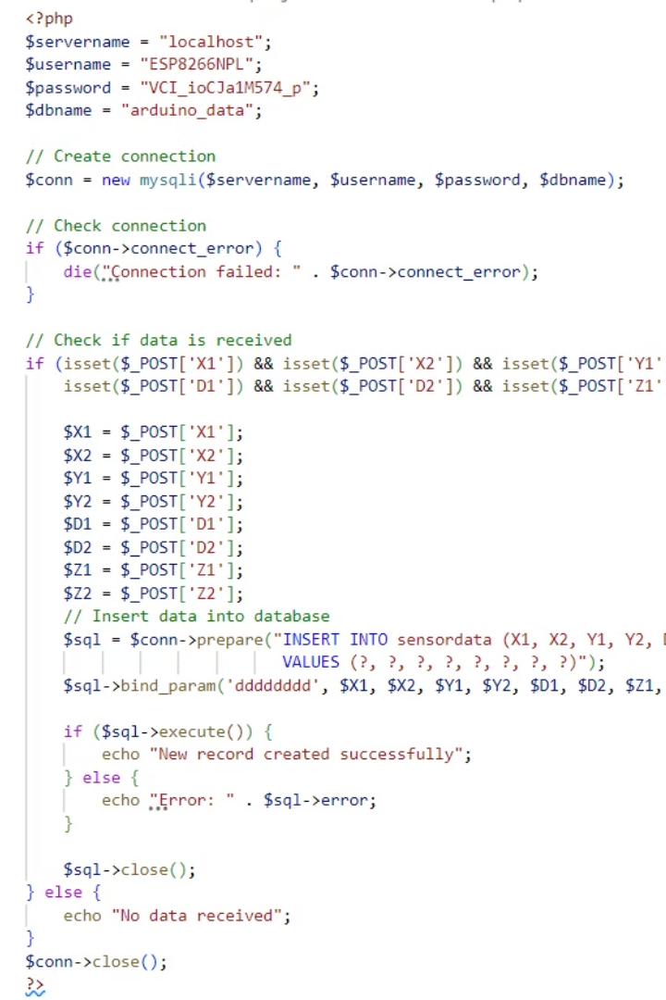 <?php
$servername = "localhost";
$username = "ESP8266NPL";
$password = "VCI_ioCJa1M574_p";
$dbname = "arduino_data";
// Create connection
$conn = new mysqli($servername, $username, $password, $dbname);
// Check connection
if ($conn->connect_error) {
die("Connection failed: " . $conn->connect_error);
}
// Check if data is received
if (isset($_POST['X1']) && isset($_POST['X2']) && isset($_POST['Y1'
isset($_POST['D1']) && isset($_POST['D2']) && isset($_POST['Z1'
$X1 = $_POST['X1'];
$X2 = $_POST['X2'];
$Y1 = $_POST['Y1'];
$Y2 = $_POST['Y2'];
$D1 = $_POST['D1'];
$D2 = $_POST['D2'];
$Z1 = $_POST['Z1'];
$Z2 = $_POST['Z2'];
// Insert data into database
$sql = $conn->prepare("INSERT INTO sensordata (X1, X2, Y1, Y2,
VALUES (?, ?, ?, ?, ?, ?, ?, ?)");
$sql->bind_param('dddddddd', $X1, $X2, $Y1, $Y2, $D1, $D2, $Z1,
if ($sql->execute()) {
echo "New record created successfully";
} else {
echo "Error: " . $sql->error;
}
$sql->close();
} else {
echo "No data received";
}
$conn->close();
?>